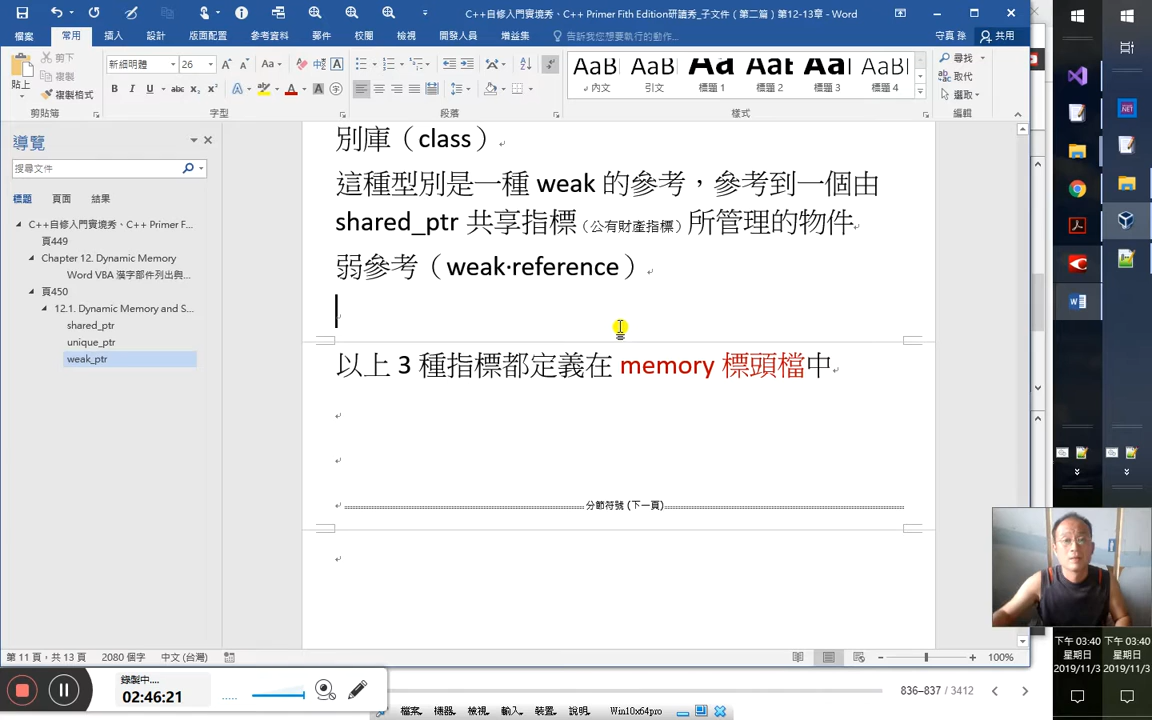 C++自修入門實境秀、C++ Primer Fith Edition研讀秀_子文件（第二篇）第12-13章 - Word
檔案 常用 插入 設計 版面配置 參考資料 郵件 校閱 檢視 開發人員 增益集 告訴我您想要執行的動作... 守真 孫 共用
貼上 剪下 複製 複製格式 剪貼簿
新細明體 26 字型
段落
AaB 內文 AaB 引文 Aa 標題 1 AaB 標題 2 AaB 標題 3 AaB( 標題 4 樣式
尋找 取代 選取 編輯
導覽
搜尋文件
標題 頁面 結果
C++自修入門實境秀、C++ Primer F...
頁449
Chapter 12. Dynamic Memory
Word VBA 漢字部件列出與...
頁450
12.1. Dynamic Memory and S...
shared_ptr
unique_ptr
weak_ptr
別庫（class）
這種型別是一種 weak 的參考，參考到一個由
shared_ptr 共享指標（公有財產指標）所管理的物件
弱參考（weak·reference）
以上 3 種指標都定義在 memory 標頭檔中
分節符號 (下一頁)
第 11 頁，共 13 頁 2080 個字 中文 (台灣) 100%
錄製中...
02:46:21
836–837 / 3412
檔案 機器 檢視 輸入 裝置 說明 Win10x64pro
下午 03:40 下午 03:40
星期日 星期日
2019/11/3 2019/11/3